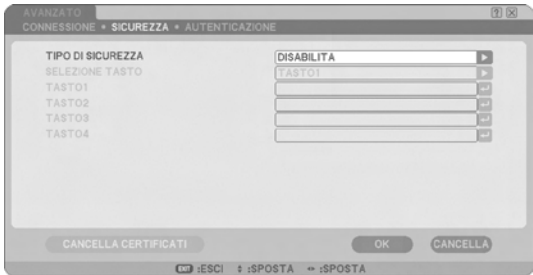 AVANZATO
CONNESSIONE • SICUREZZA • AUTENTICAZIONE
TIPO DI SICUREZZA DISABILITA
SELEZIONE TASTO TASTO1
TASTO1
TASTO2
TASTO3
TASTO4
CANCELLA CERTIFICATI OK CANCELLA
EXIT :ESCI :SPOSTA :SPOSTA